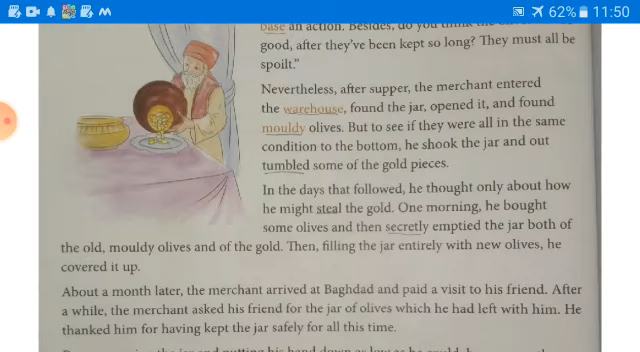 62% 11:50
base an action. Besides, do you think the
good, after they've been kept so long? They must all be
spoilt."
Nevertheless, after supper, the merchant entered
the warehouse, found the jar, opened it, and found
mouldy olives. But to see if they were all in the same
condition to the bottom, he shook the jar and out
tumbled some of the gold pieces.
In the days that followed, he thought only about how
he might steal the gold. One morning, he bought
some olives and then secretly emptied the jar both of
the old, mouldy olives and of the gold. Then, filling the jar entirely with new olives, he
covered it up.
About a month later, the merchant arrived at Baghdad and paid a visit to his friend. After
a while, the merchant asked his friend for the jar of olives which he had left with him. He
thanked him for having kept the jar safely for all this time.